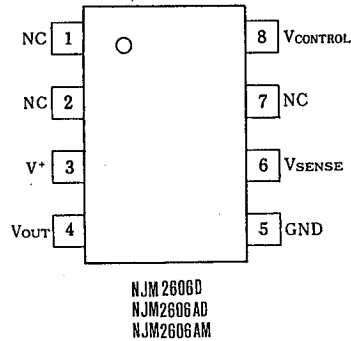 NC 1 8 VCONTROL
NC 2 7 NC
V+ 3 6 VSENSE
VOUT 4 5 GND
NJM2606D
NJM2606AD
NJM2606AM